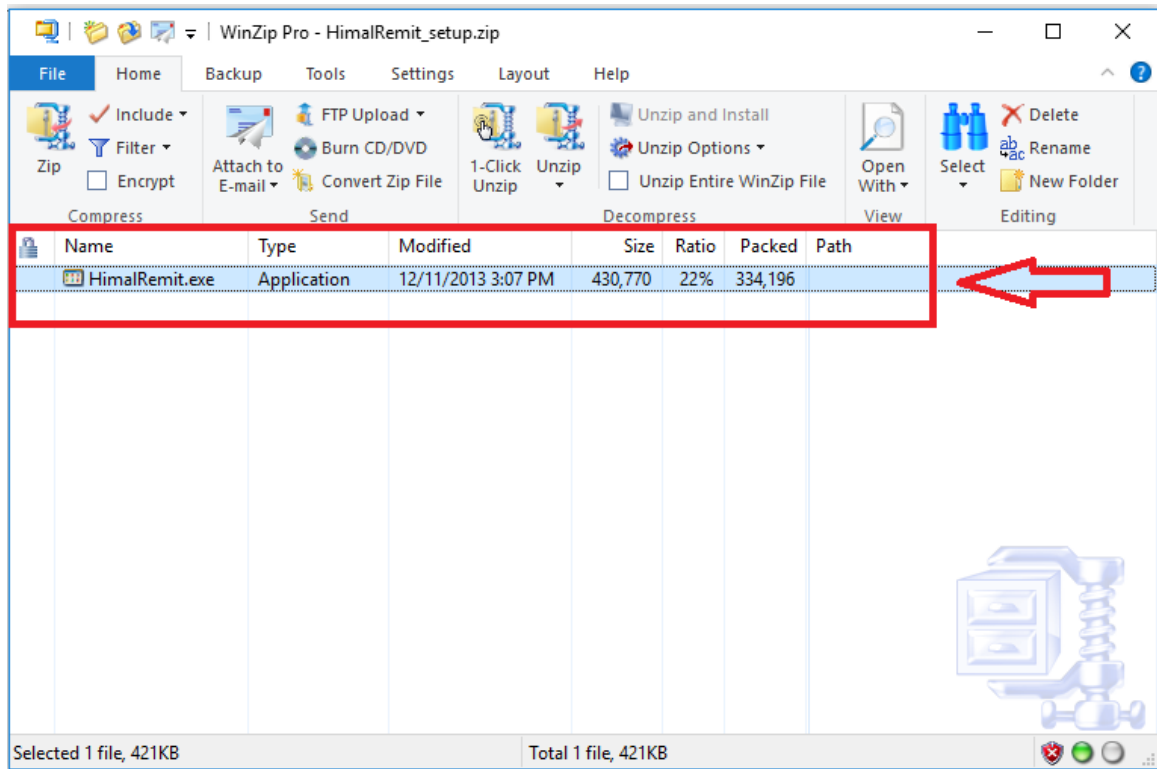 WinZip Pro - HimalRemit_setup.zip
File Home Backup Tools Settings Layout Help
Zip
Include
Filter
Encrypt
Compress
Attach to
E-mail
FTP Upload
Burn CD/DVD
Convert Zip File
Send
1-Click
Unzip
Unzip
Unzip and Install
Unzip Options
Unzip Entire WinZip File
Decompress
Open
With
View
Select
Delete
Rename
New Folder
Editing
Name Type Modified Size Ratio Packed Path
HimalRemit.exe Application 12/11/2013 3:07 PM 430,770 22% 334,196
Selected 1 file, 421KB Total 1 file, 421KB